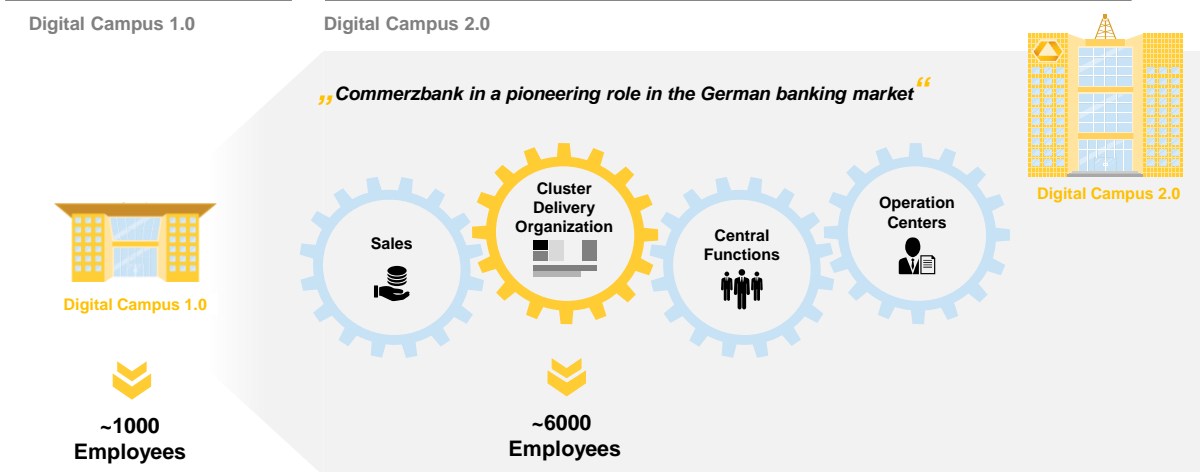 Digital Campus 1.0
Digital Campus 2.0
„Commerzbank in a pioneering role in the German banking market“
Digital Campus 2.0
Cluster
Delivery
Organization
Operation
Centers
Sales
Central
Functions
Digital Campus 1.0
~1000
Employees
~6000
Employees